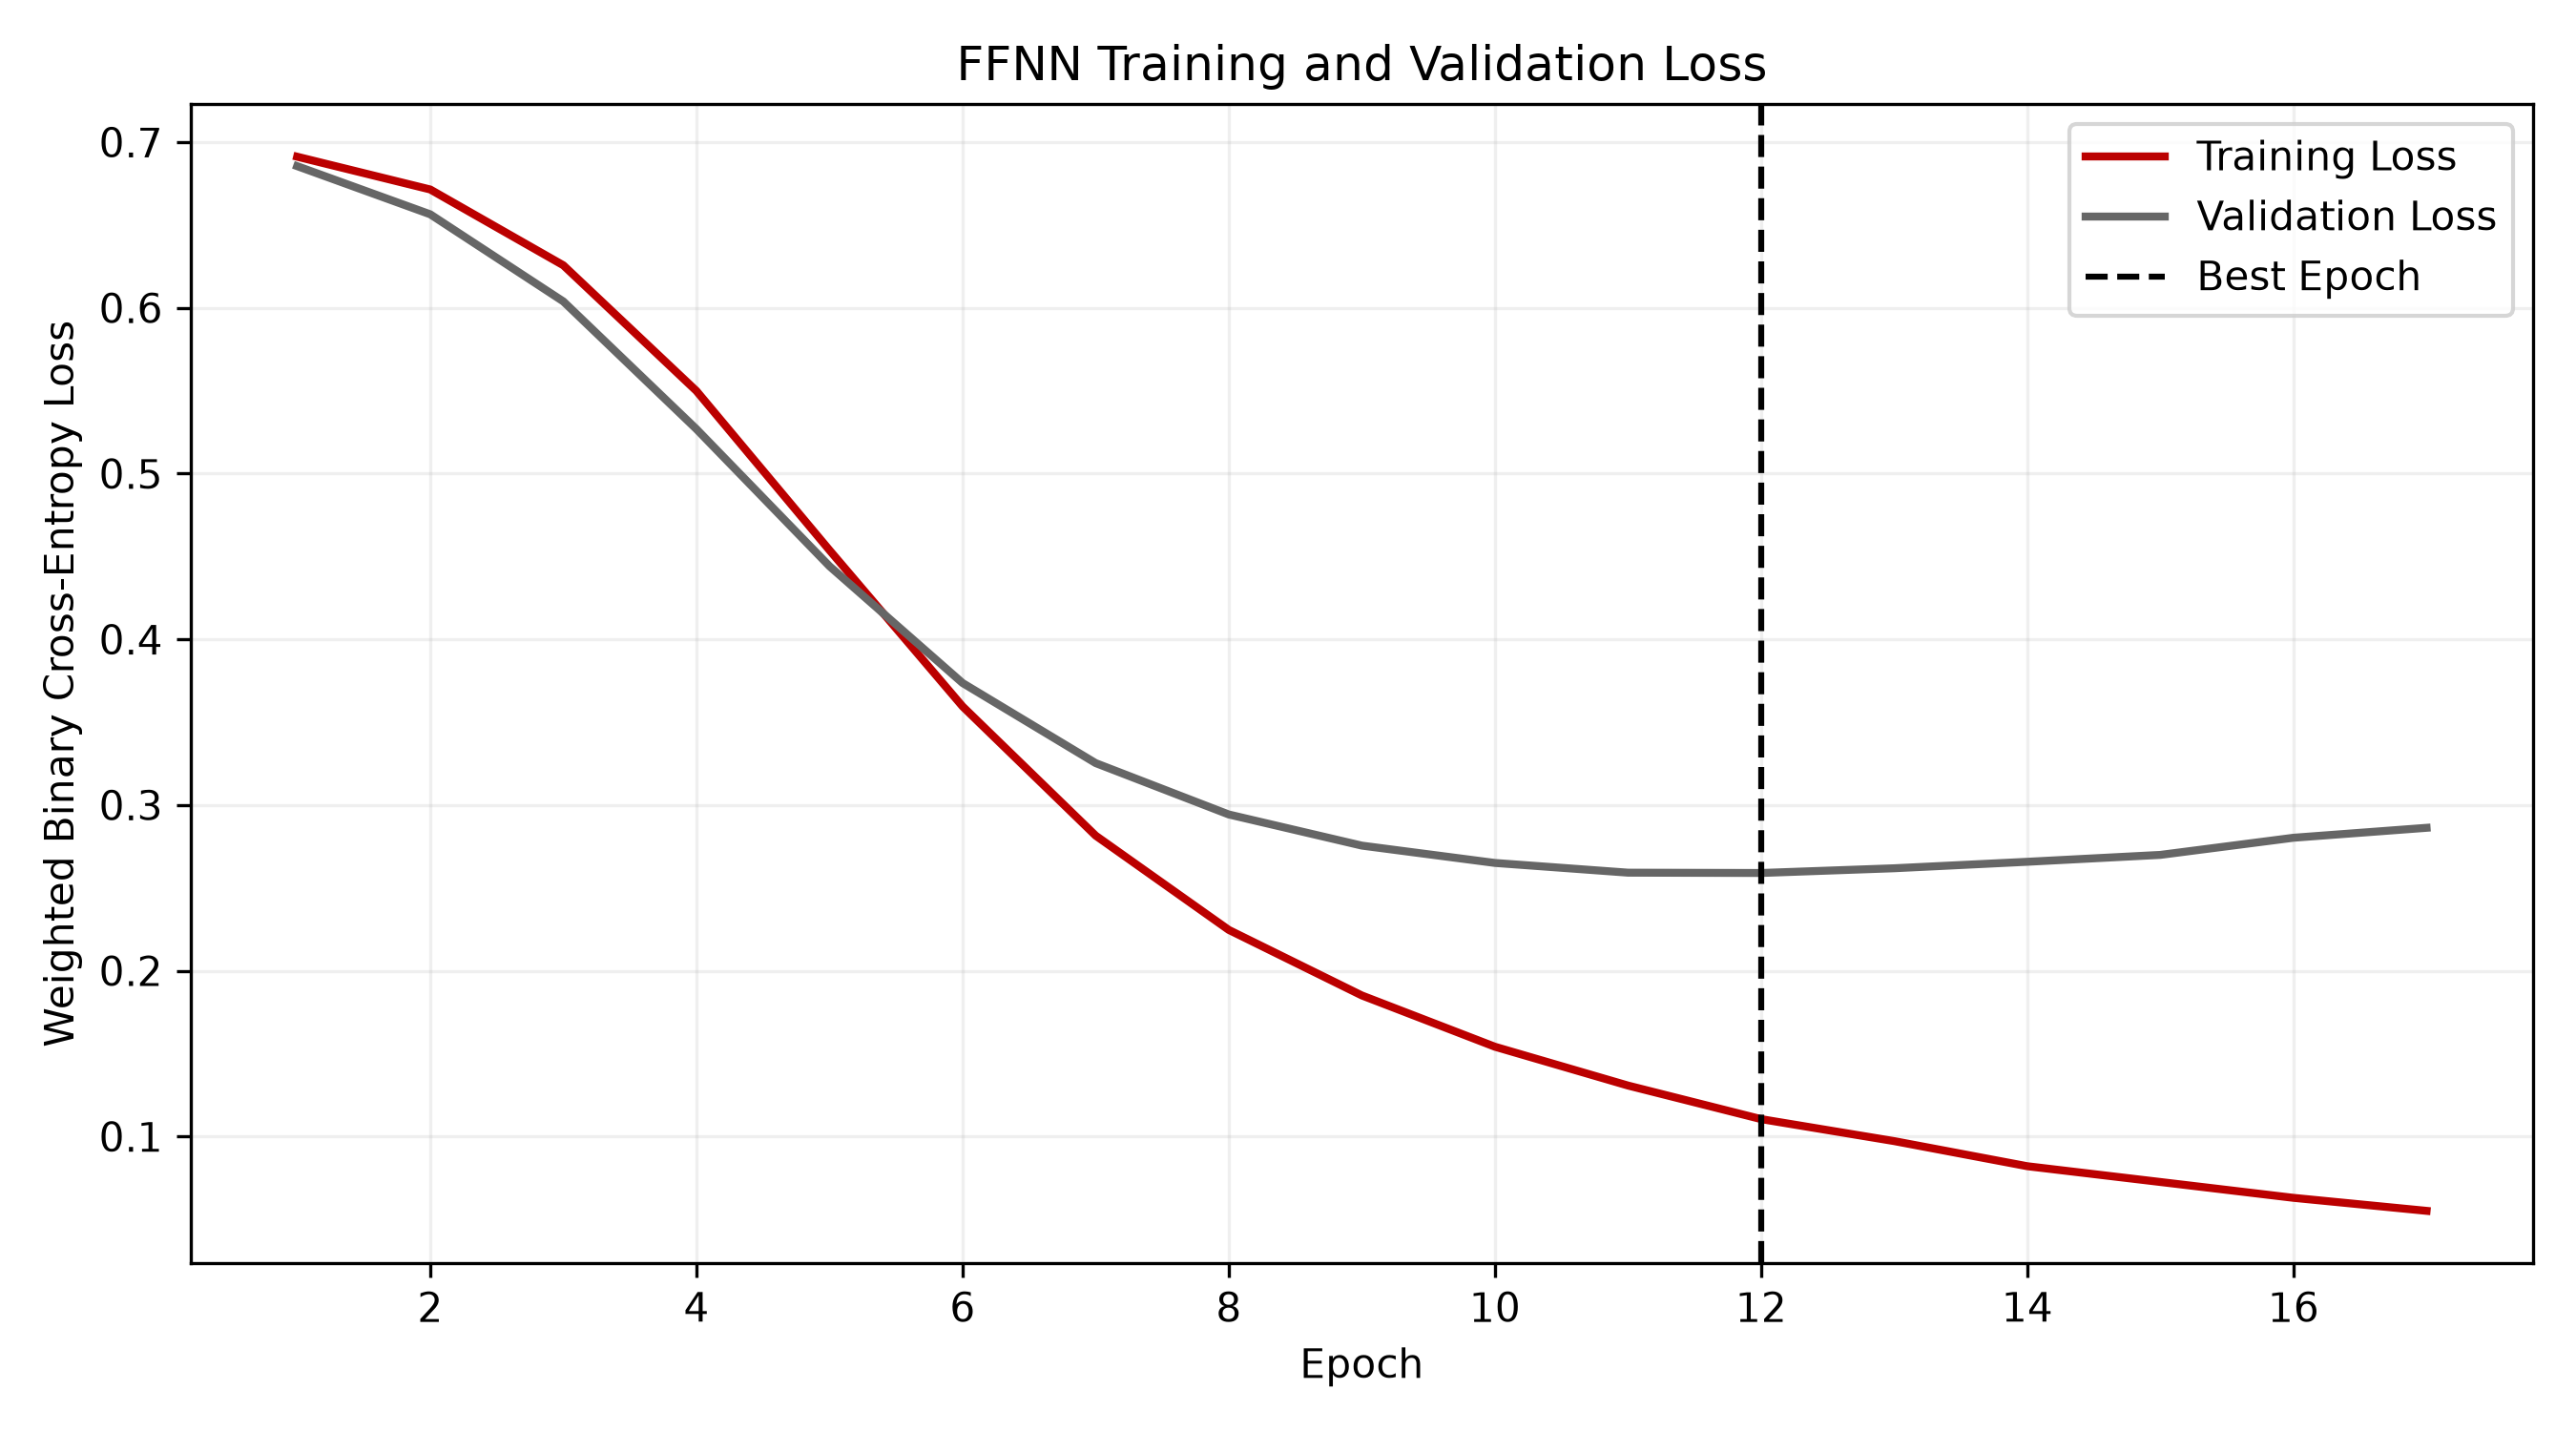 FFNN Training and Validation Loss
Weighted Binary Cross-Entropy Loss
0.7
0.6
0.5
0.4
0.3
0.2
0.1
Training Loss
Validation Loss
Best Epoch
2 4 6 8 10 12 14 16
Epoch